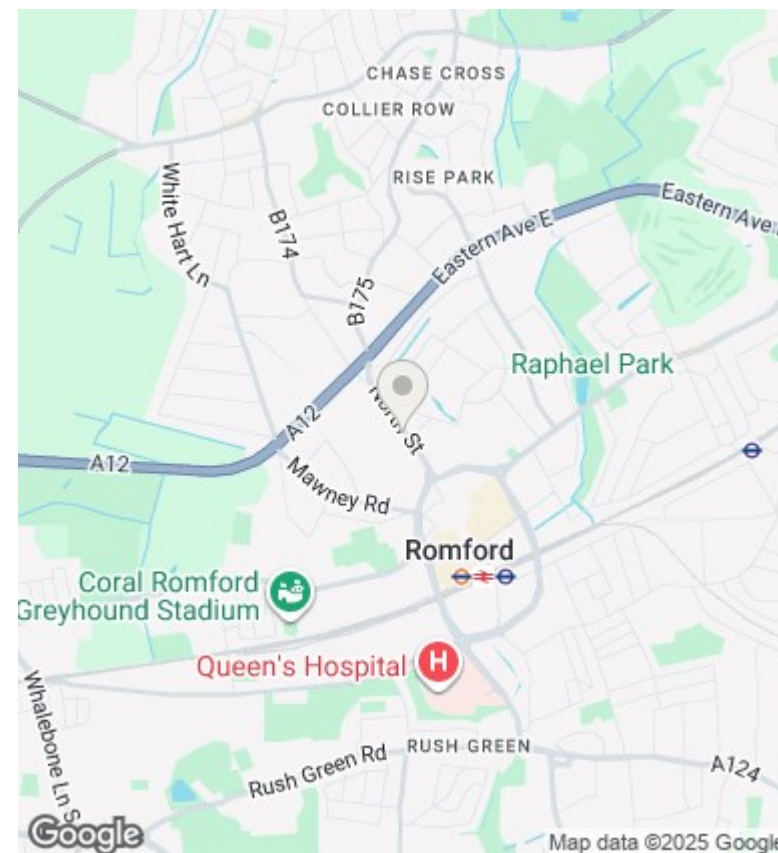 CHASE CROSS
COLLIER ROW
RISE PARK
White Hart Ln
B174
B175
Eastern Ave E
Eastern Ave
Raphael Park
North St
A12
A12
Mawney Rd
Romford
Coral Romford
Greyhound Stadium
Queen's Hospital
H
Whalebone Ln S
Rush Green Rd
RUSH GREEN
A124
Google
Map data ©2025 Google